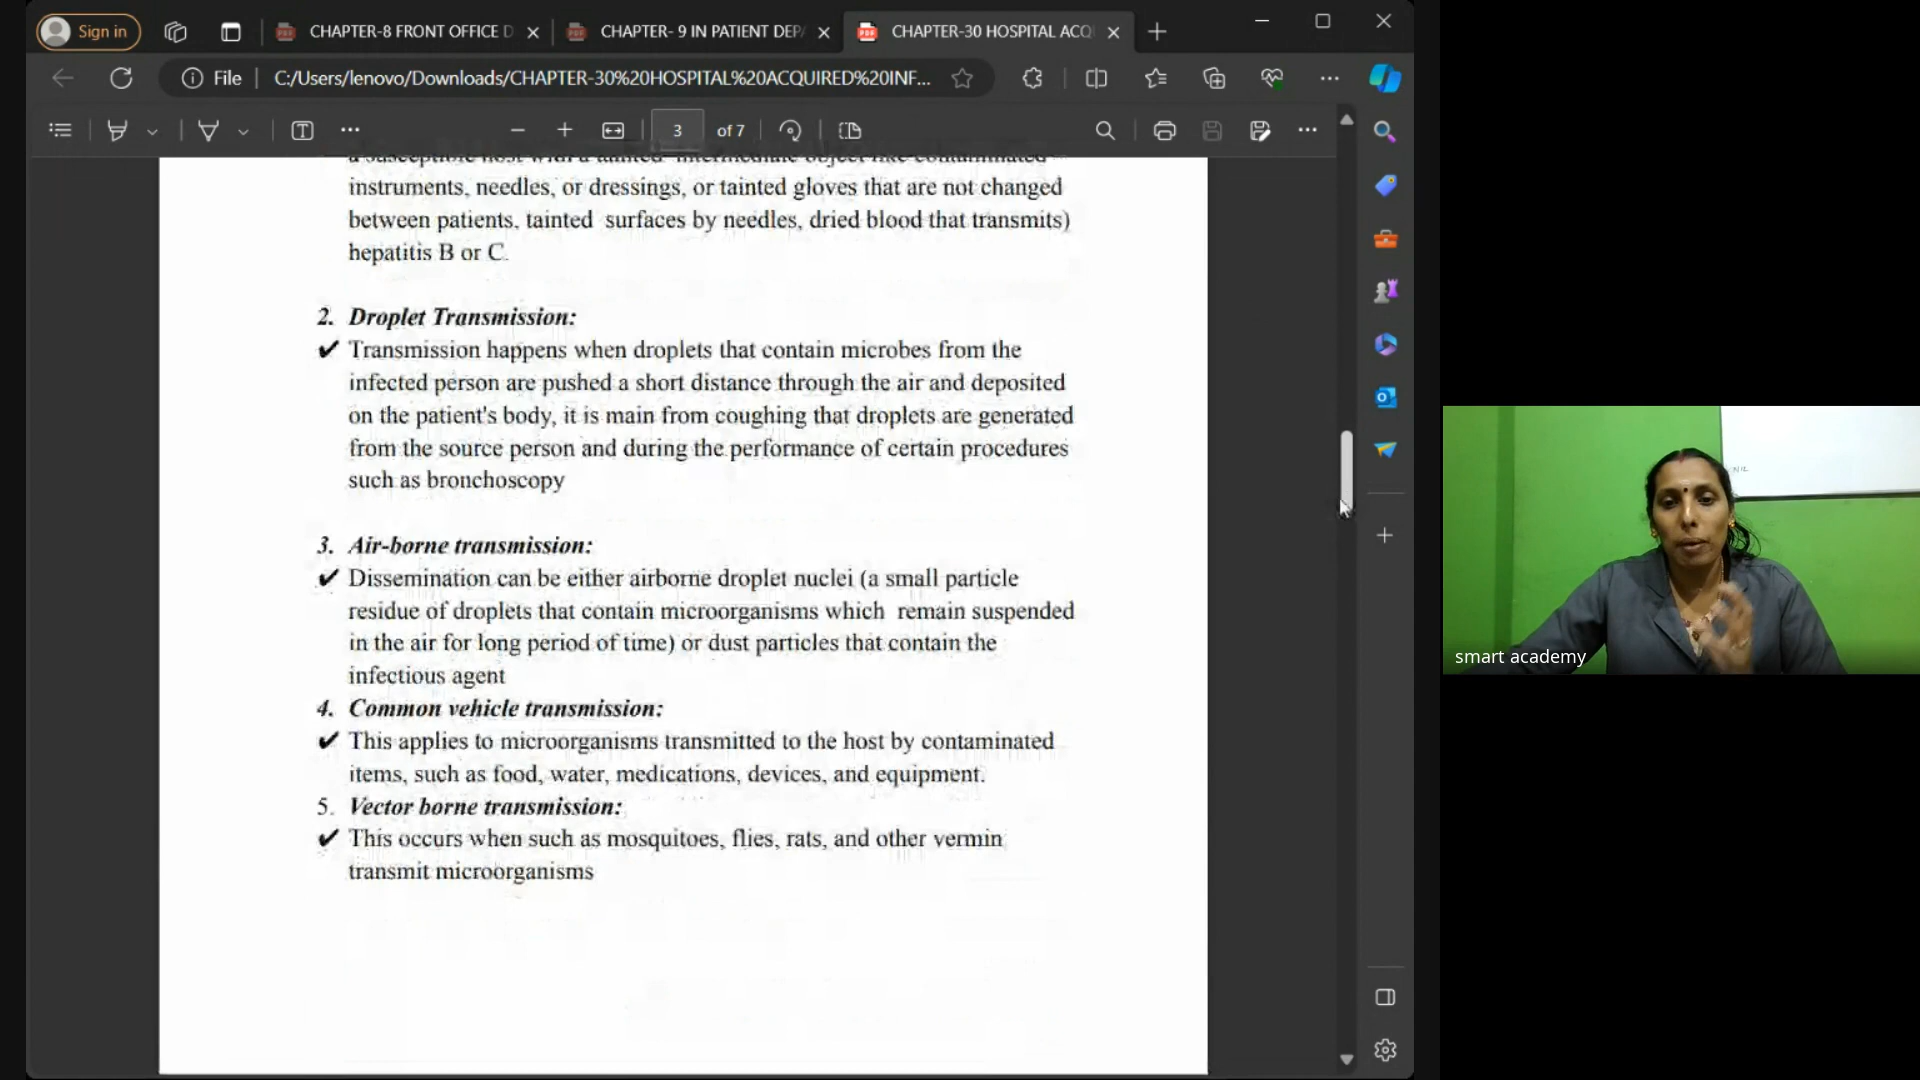 Sign in
CHAPTER-8 FRONT OFFICE D
CHAPTER- 9 IN PATIENT DEPA
CHAPTER-30 HOSPITAL ACQ
File
C:/Users/lenovo/Downloads/CHAPTER-30%20HOSPITAL%20ACQUIRED%20INF...
3
of 7
a susceptible host with a tainted intermediate object like contaminated
instruments, needles, or dressings, or tainted gloves that are not changed
between patients, tainted surfaces by needles, dried blood that transmits)
hepatitis B or C.
2. Droplet Transmission:
✔ Transmission happens when droplets that contain microbes from the
infected person are pushed a short distance through the air and deposited
on the patient's body, it is main from coughing that droplets are generated
from the source person and during the performance of certain procedures
such as bronchoscopy
3. Air-borne transmission:
✔ Dissemination can be either airborne droplet nuclei (a small particle
residue of droplets that contain microorganisms which remain suspended
in the air for long period of time) or dust particles that contain the
infectious agent
4. Common vehicle transmission:
✔ This applies to microorganisms transmitted to the host by contaminated
items, such as food, water, medications, devices, and equipment.
5. Vector borne transmission:
✔ This occurs when such as mosquitoes, flies, rats, and other vermin
transmit microorganisms
smart academy